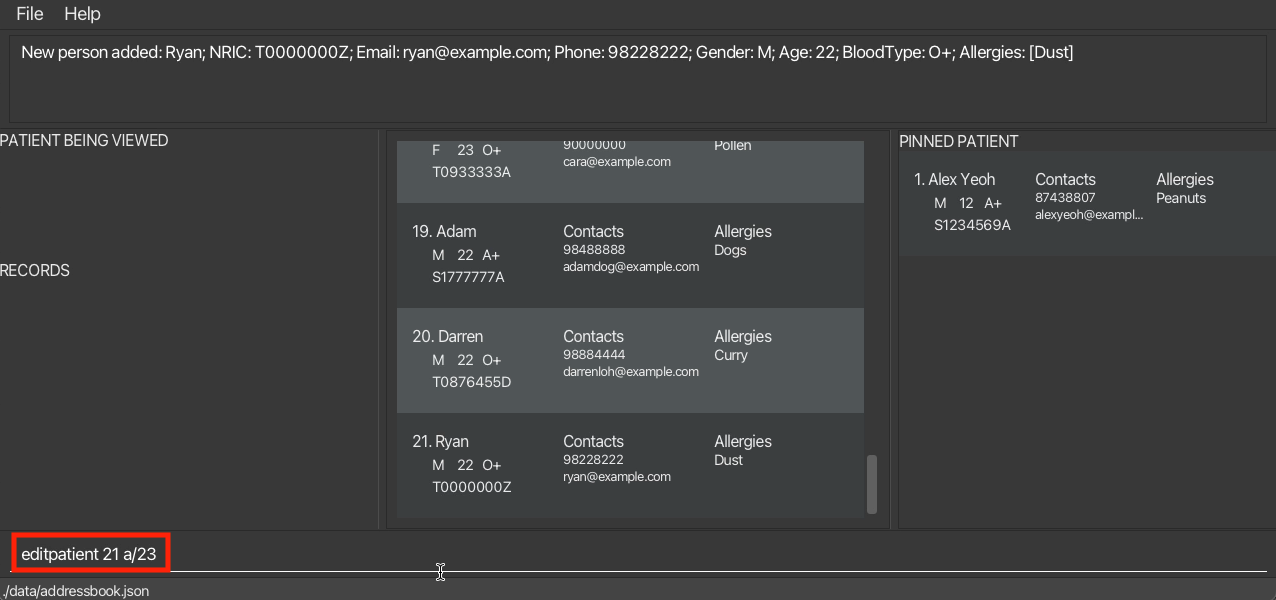 File Help
New person added: Ryan; NRIC: T0000000Z; Email: ryan@example.com; Phone: 98228222; Gender: M; Age: 22; BloodType: O+; Allergies: [Dust]
PATIENT BEING VIEWED
RECORDS
F 23 O+
T0933333A
90000000
cara@example.com
Pollen
19. Adam
M 22 A+
S1777777A
Contacts
98488888
adamdog@example.com
Allergies
Dogs
20. Darren
M 22 O+
T0876455D
Contacts
98884444
darrenloh@example.com
Allergies
Curry
21. Ryan
M 22 O+
T0000000Z
Contacts
98228222
ryan@example.com
Allergies
Dust
PINNED PATIENT
1. Alex Yeoh
M 12 A+
S1234569A
Contacts
87438807
alexyeoh@exampl...
Allergies
Peanuts
editpatient 21 a/23
./data/addressbook.json